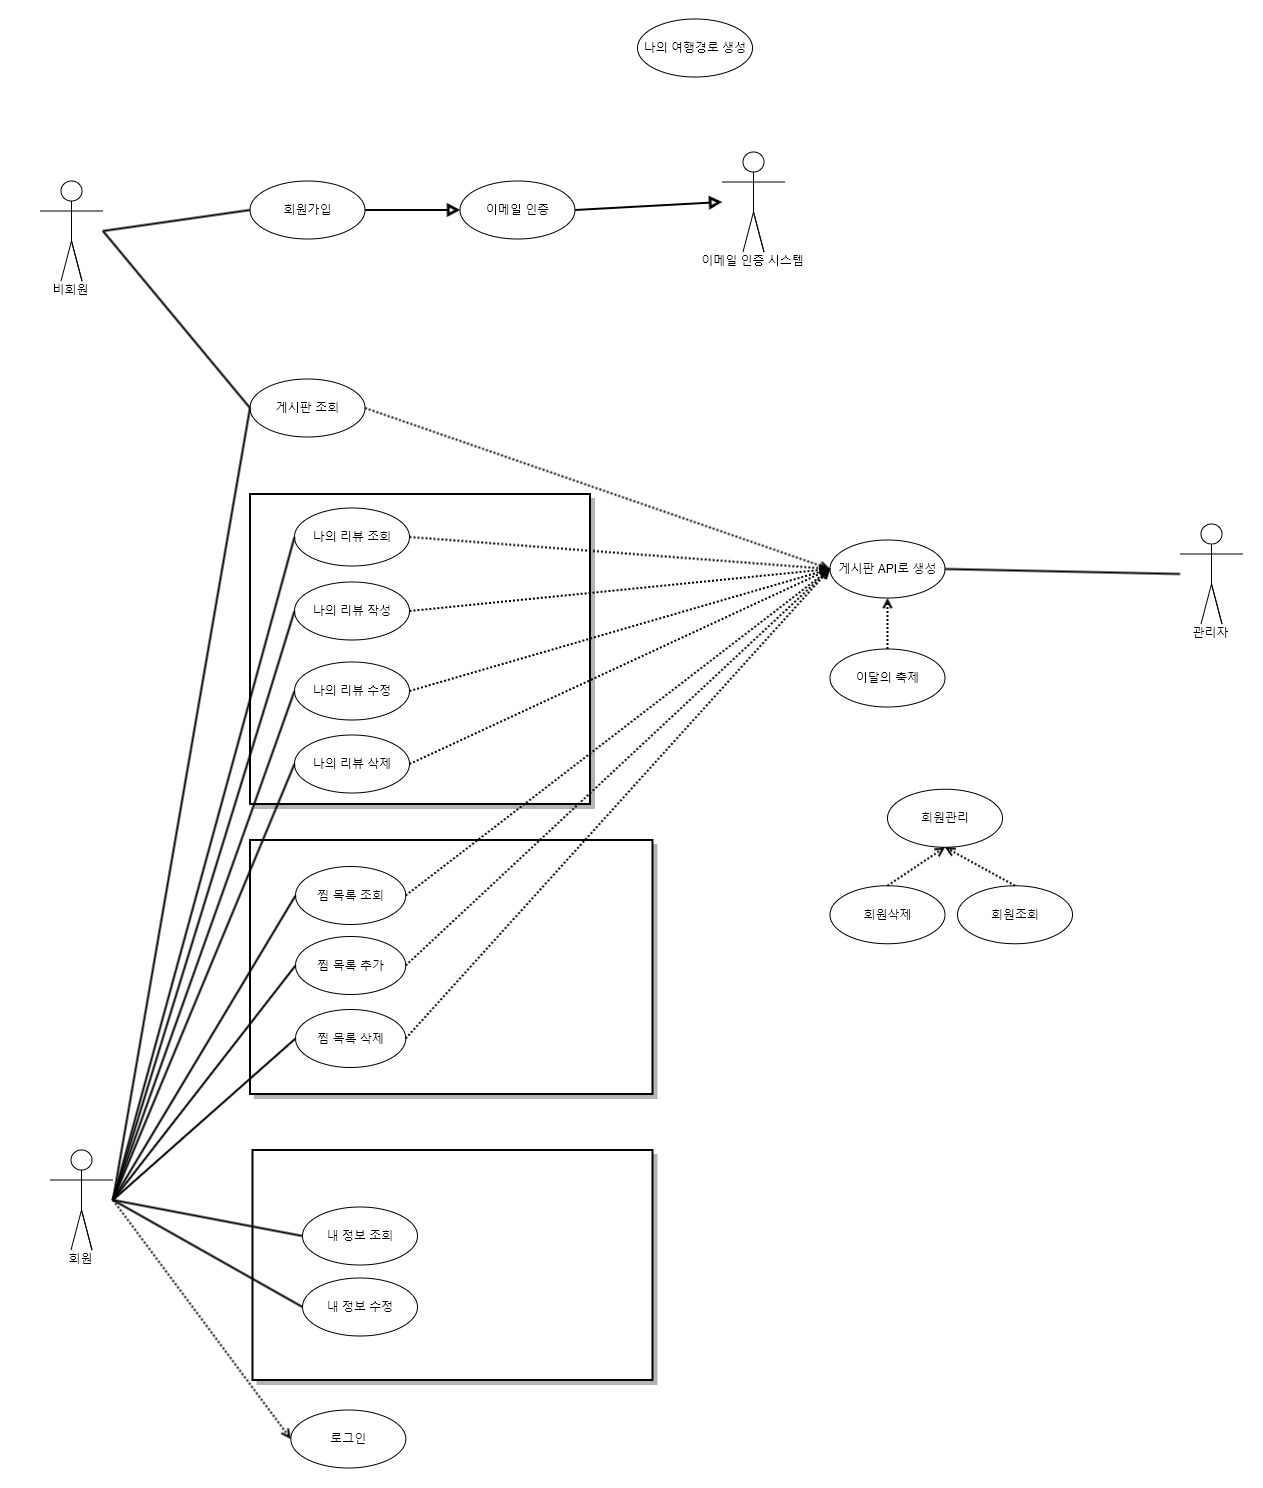 나의 여행경로 생성
회원가입
이메일 인증
이메일 인증 시스템
비회원
게시판 조회
나의 리뷰 조회
나의 리뷰 작성
나의 리뷰 수정
나의 리뷰 삭제
게시판 API로 생성
관리자
이달의 축제
회원관리
회원삭제
회원조회
찜 목록 조회
찜 목록 추가
찜 목록 삭제
회원
내 정보 조회
내 정보 수정
로그인